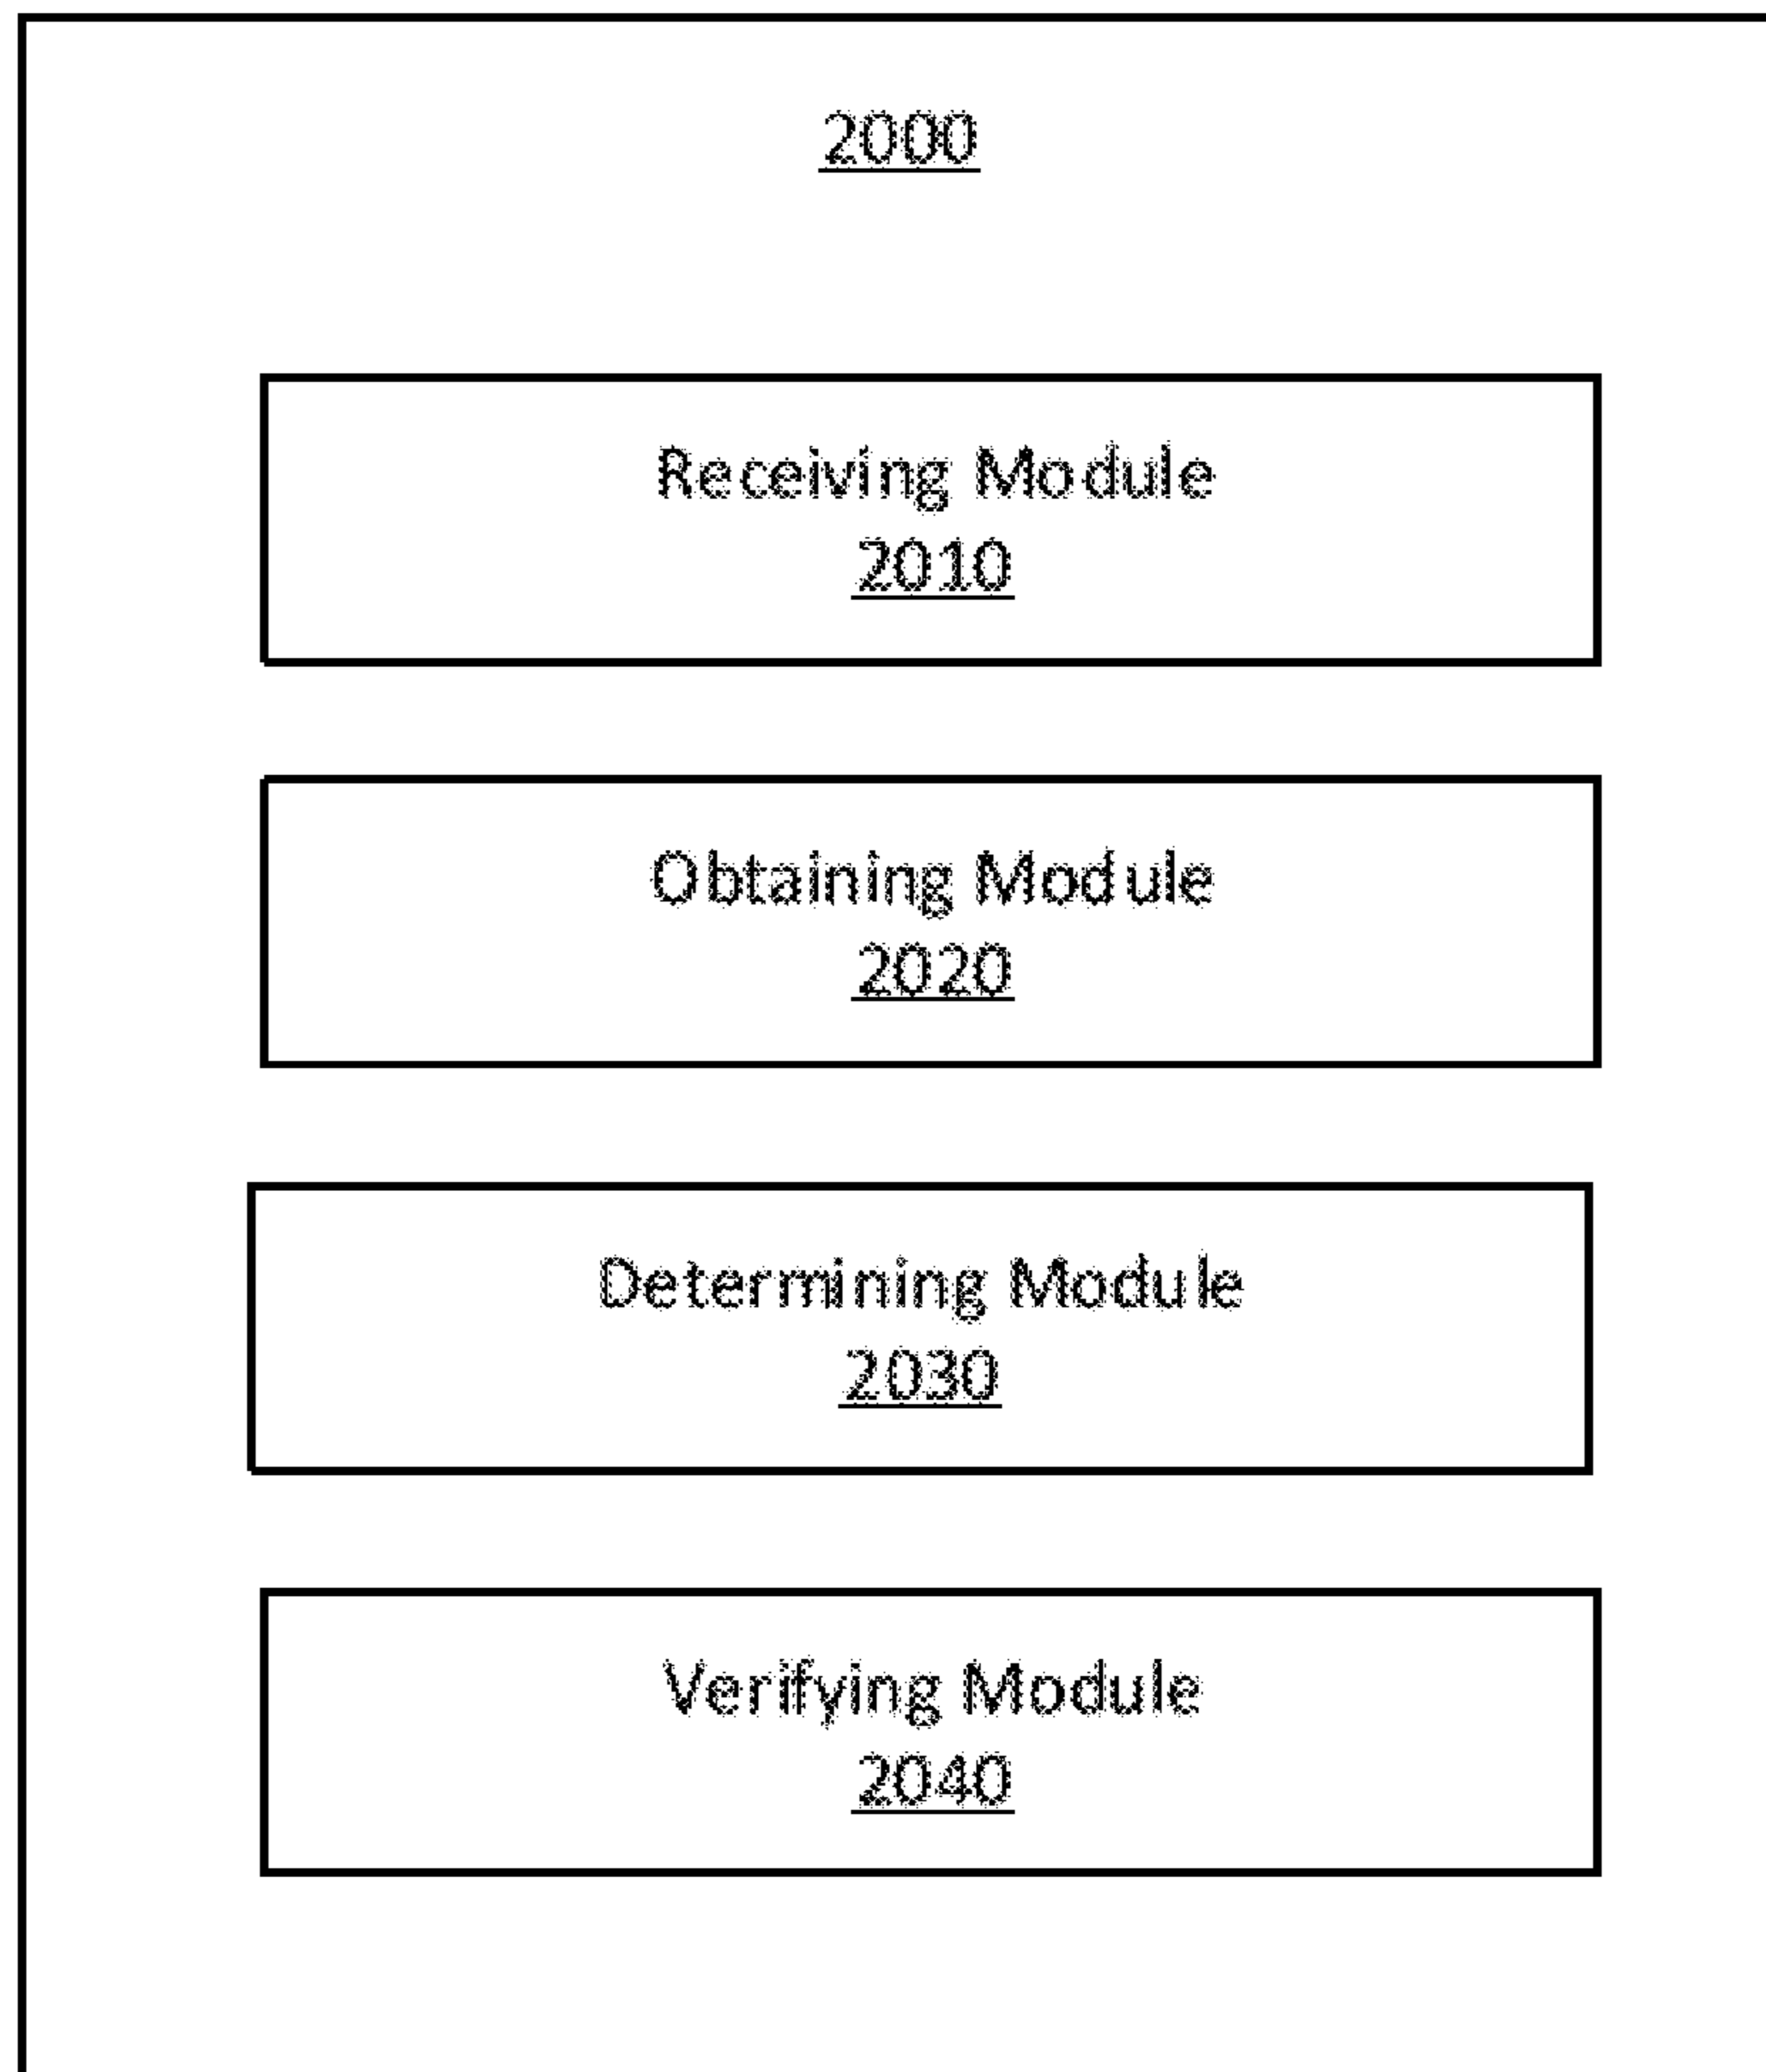 2000
Receiving Module
2010
Obtaining Module
2020
Determining Module
2030
Verifying Module
2040